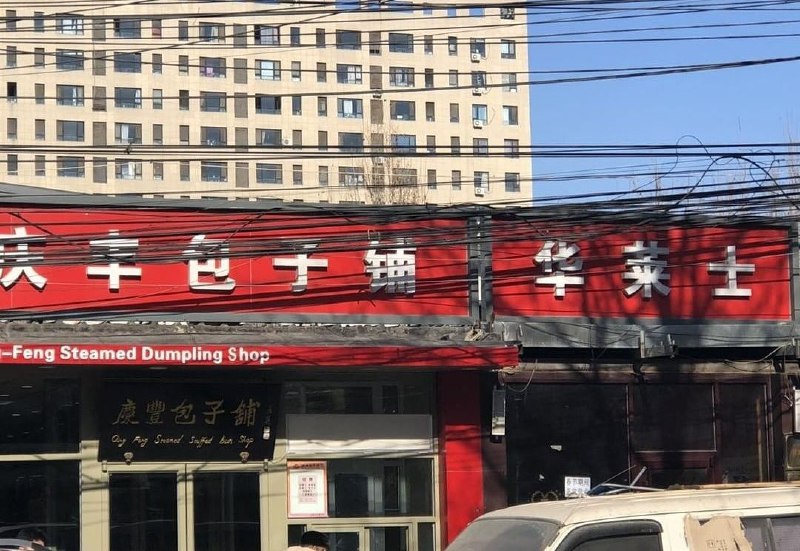 庆丰包子铺
华莱士
-Feng Steamed Dumpling Shop
慶豐包子舖
Qing Feng Steamed Stuffed Bun Shop